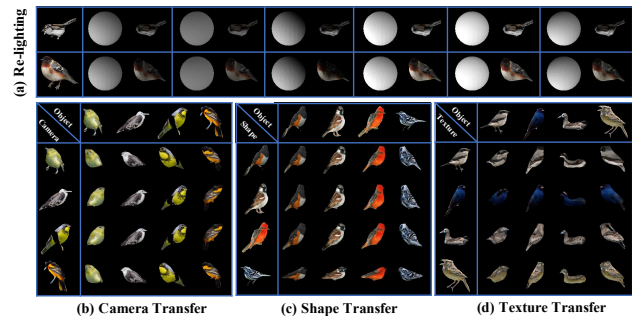 (a) Re-lighting
Object
Camera
Object
Shape
Object
Texture
(b) Camera Transfer
(c) Shape Transfer
(d) Texture Transfer